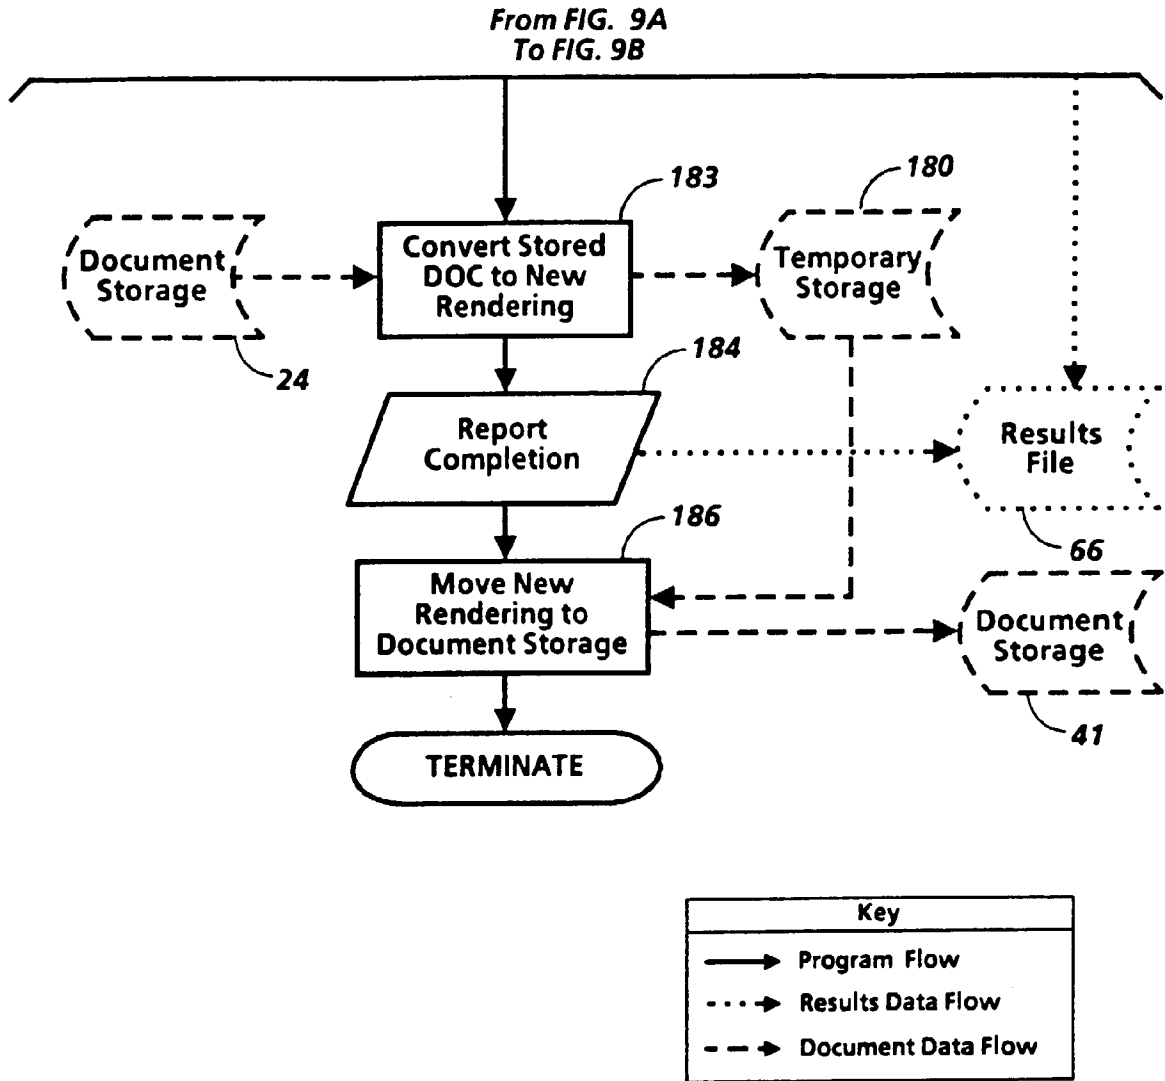 From FIG. 9A
To FIG. 9B
183
180
Document
Storage
Convert Stored
DOC to New
Rendering
Temporary
Storage
24
184
Report
Completion
Results
File
186
66
Move New
Rendering to
Document Storage
Document
Storage
41
TERMINATE
Key
Program Flow
Results Data Flow
Document Data Flow